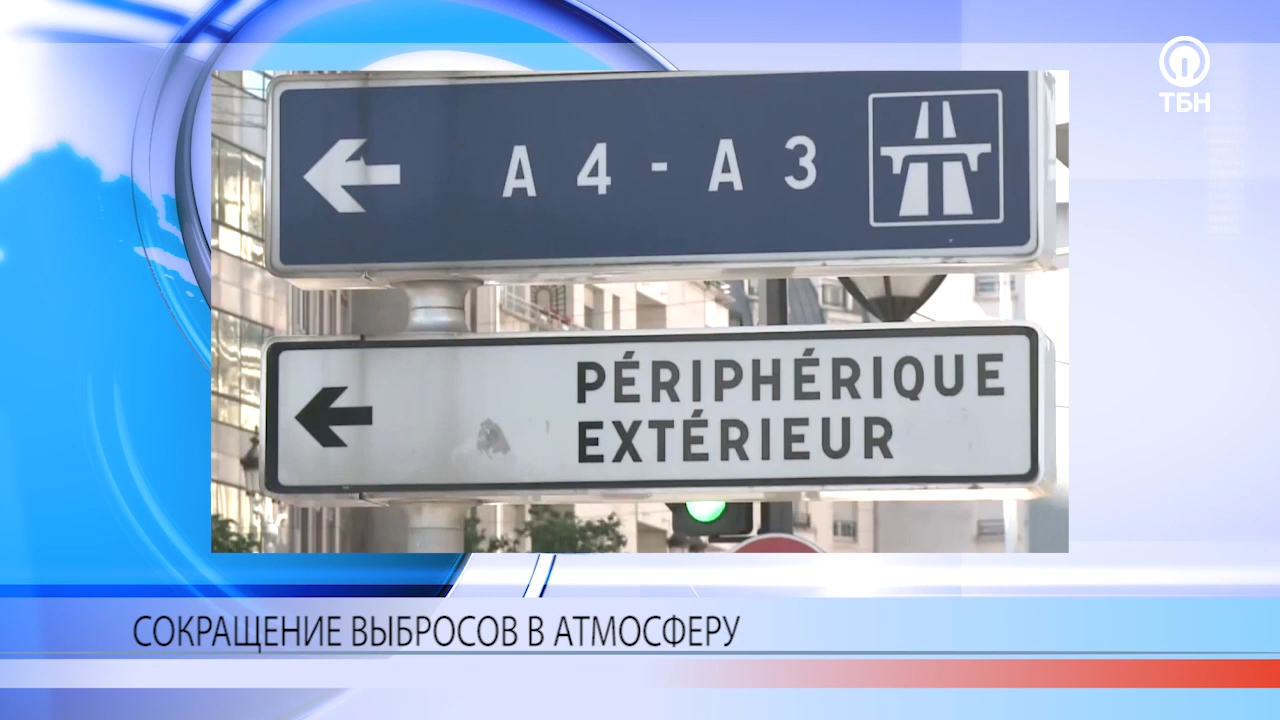 ТБН
A 4 - A 3
PÉRIPHÉRIQUE
EXTÉRIEUR
СОКРАЩЕНИЕ ВЫБРОСОВ В АТМОСФЕРУ